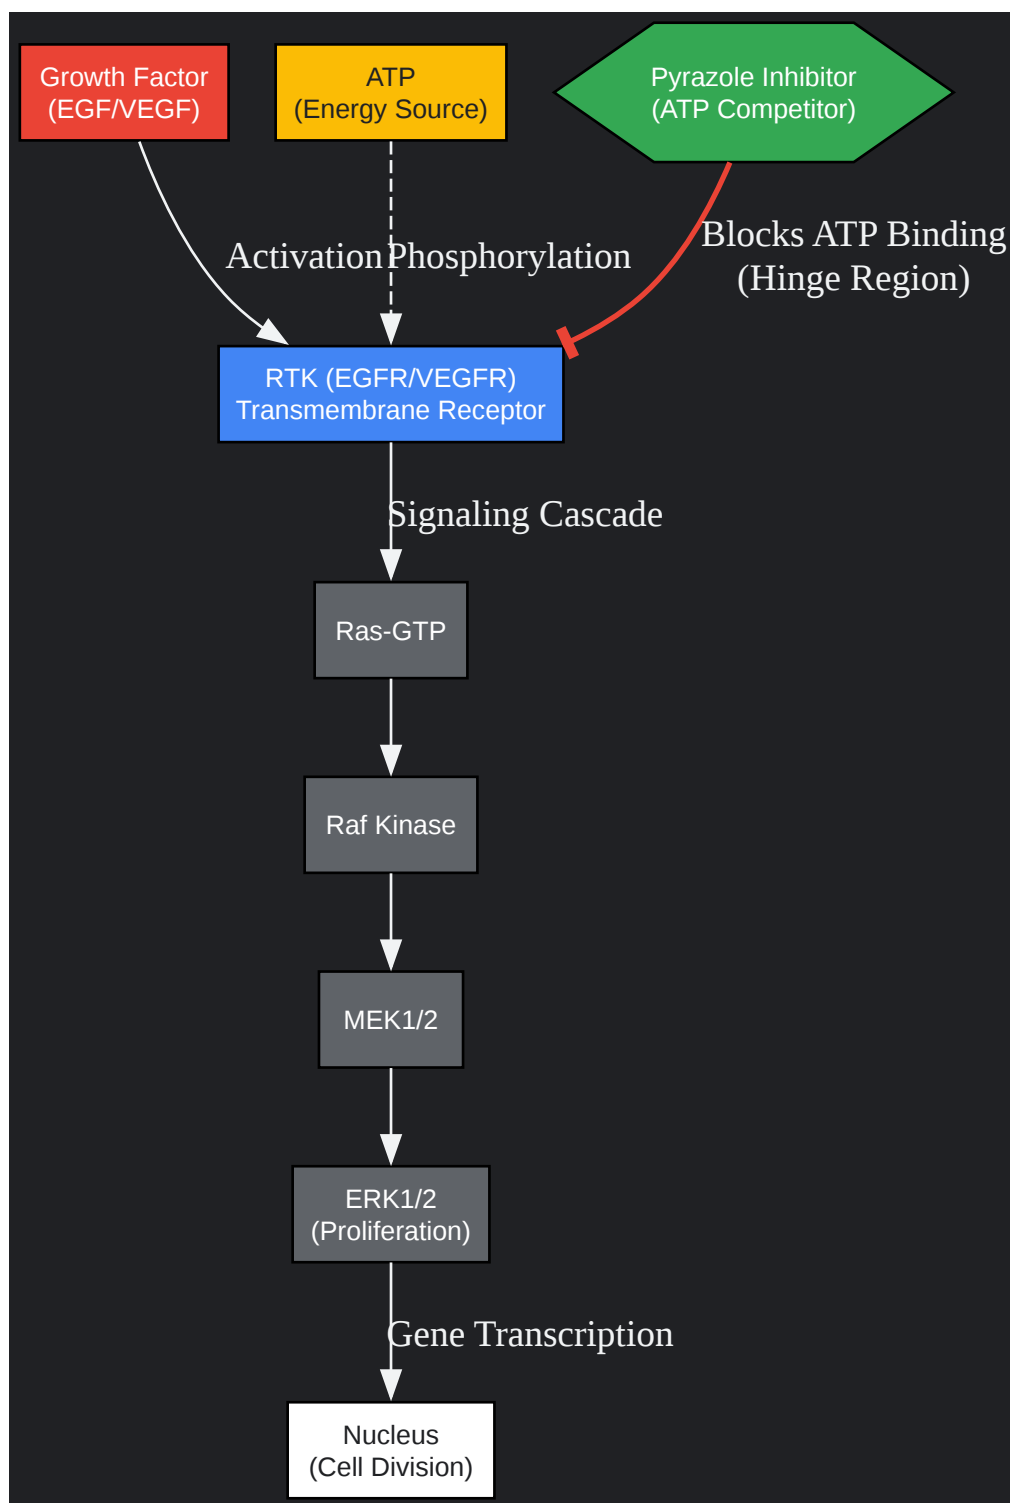 Growth Factor
(EGF/VEGF)
ATP
(Energy Source)
Pyrazole Inhibitor
(ATP Competitor)
Activation
Phosphorylation
Blocks ATP Binding
(Hinge Region)
RTK (EGFR/VEGFR)
Transmembrane Receptor
Signaling Cascade
Ras-GTP
Raf Kinase
MEK1/2
ERK1/2
(Proliferation)
Gene Transcription
Nucleus
(Cell Division)